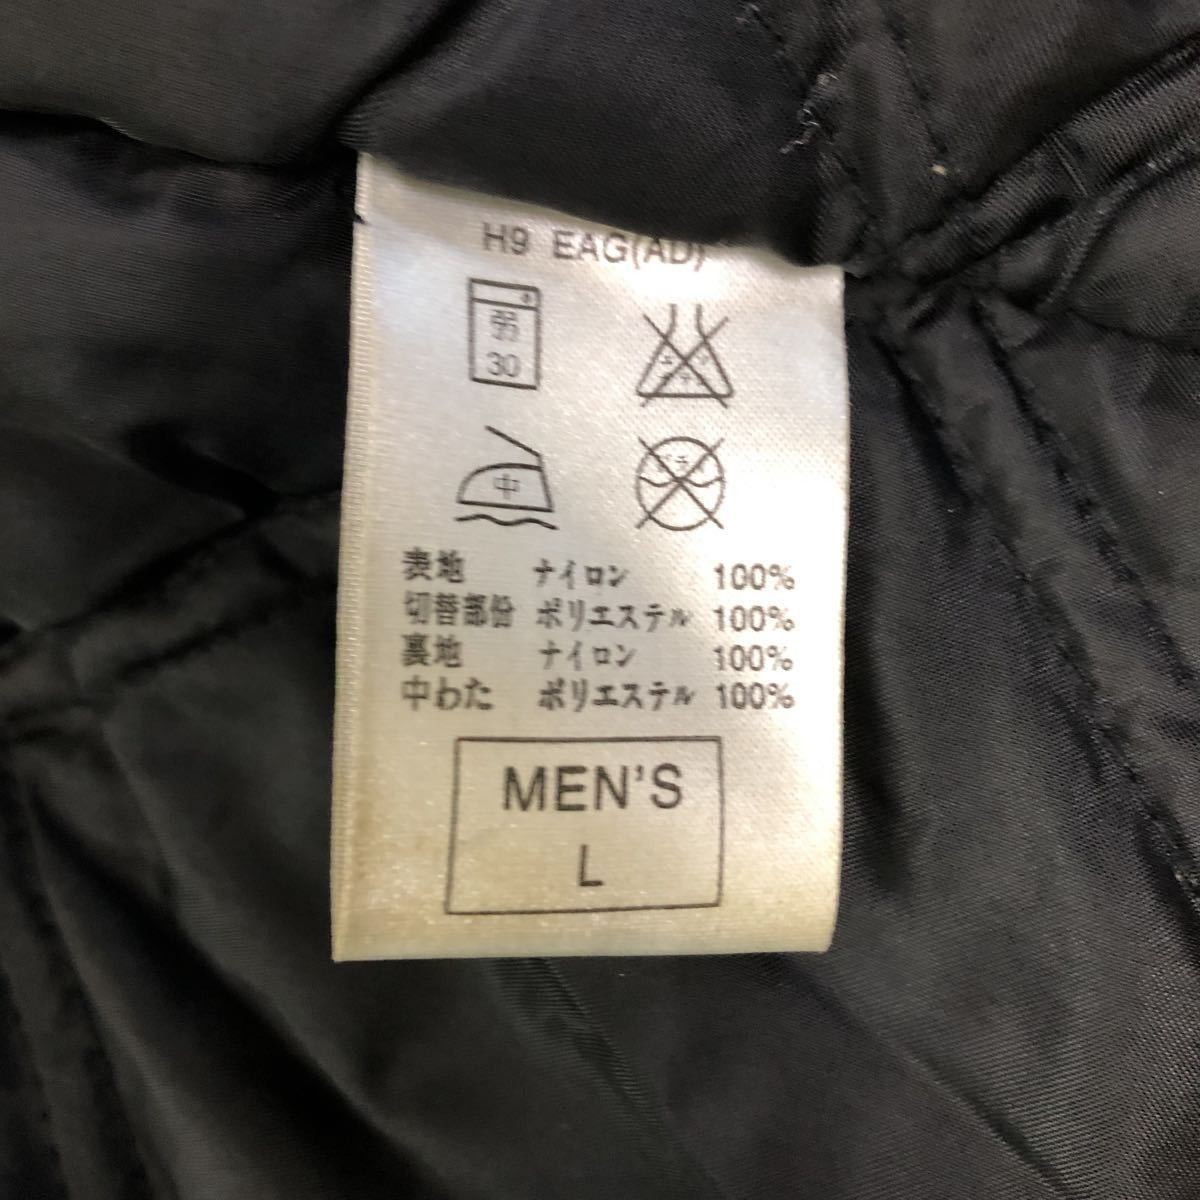 H9 EAG(AD)
弱
30
中
表地 ナイロン 100%
切替部份 ポリエステル 100%
裏地 ナイロン 100%
中わた ポリエステル 100%
MEN'S
L